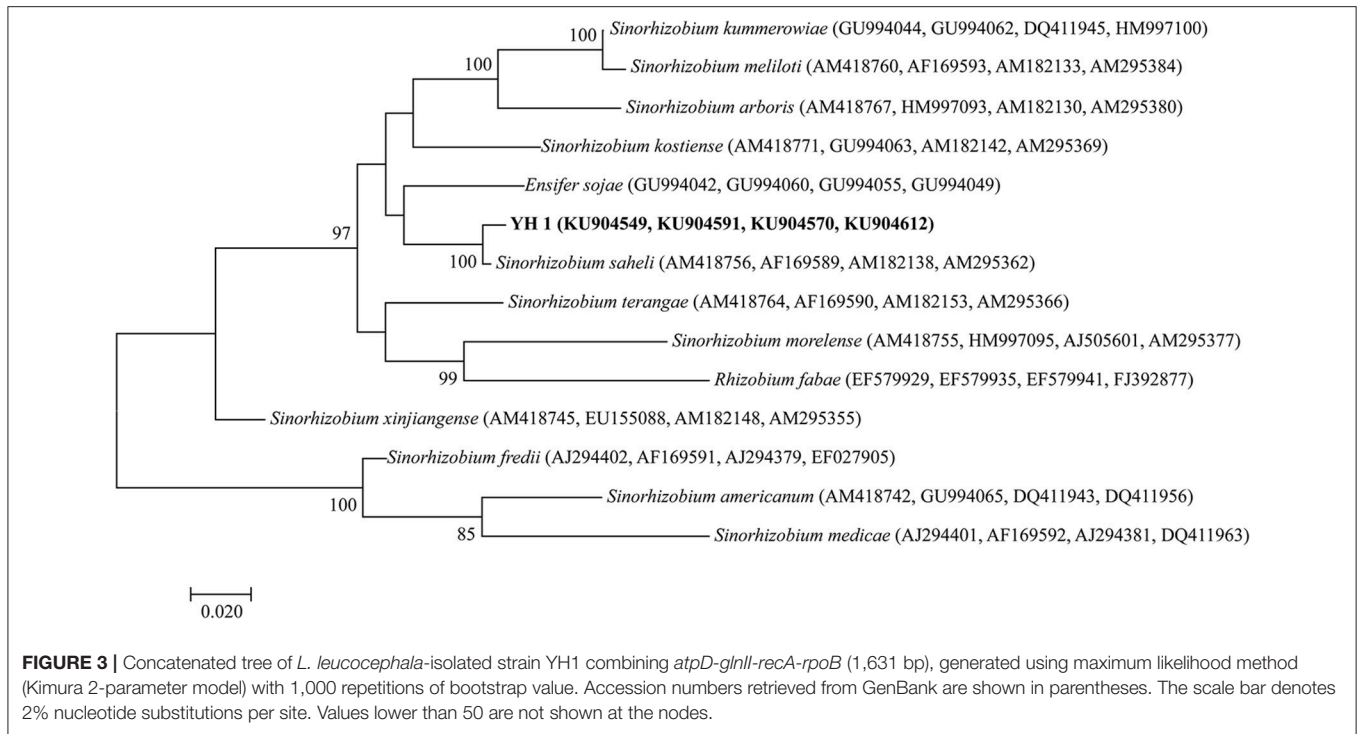 100
Sinorhizobium kummerowiae (GU994044, GU994062, DQ411945, HM997100)
100
Sinorhizobium meliloti (AM418760, AF169593, AM182133, AM295384)
Sinorhizobium arboris (AM418767, HM997093, AM182130, AM295380)
Sinorhizobium kostiense (AM418771, GU994063, AM182142, AM295369)
Ensifer sojae (GU994042, GU994060, GU994055, GU994049)
97
YH 1 (KU904549, KU904591, KU904570, KU904612)
100
Sinorhizobium saheli (AM418756, AF169589, AM182138, AM295362)
Sinorhizobium terangae (AM418764, AF169590, AM182153, AM295366)
Sinorhizobium morelense (AM418755, HM997095, AJ505601, AM295377)
99
Rhizobium fabae (EF579929, EF579935, EF579941, FJ392877)
Sinorhizobium xinjiangense (AM418745, EU155088, AM182148, AM295355)
Sinorhizobium fredii (AJ294402, AF169591, AJ294379, EF027905)
100
Sinorhizobium americanum (AM418742, GU994065, DQ411943, DQ411956)
85
Sinorhizobium medicae (AJ294401, AF169592, AJ294381, DQ411963)
0.020
FIGURE 3 | Concatenated tree of L. leucocephala-isolated strain YH1 combining atpD-glnII-recA-rpoB (1,631 bp), generated using maximum likelihood method
(Kimura 2-parameter model) with 1,000 repetitions of bootstrap value. Accession numbers retrieved from GenBank are shown in parentheses. The scale bar denotes
2% nucleotide substitutions per site. Values lower than 50 are not shown at the nodes.